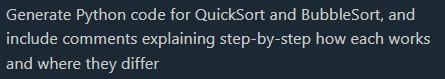 Generate Python code for QuickSort and BubbleSort, and
include comments explaining step-by-step how each works
and where they differ